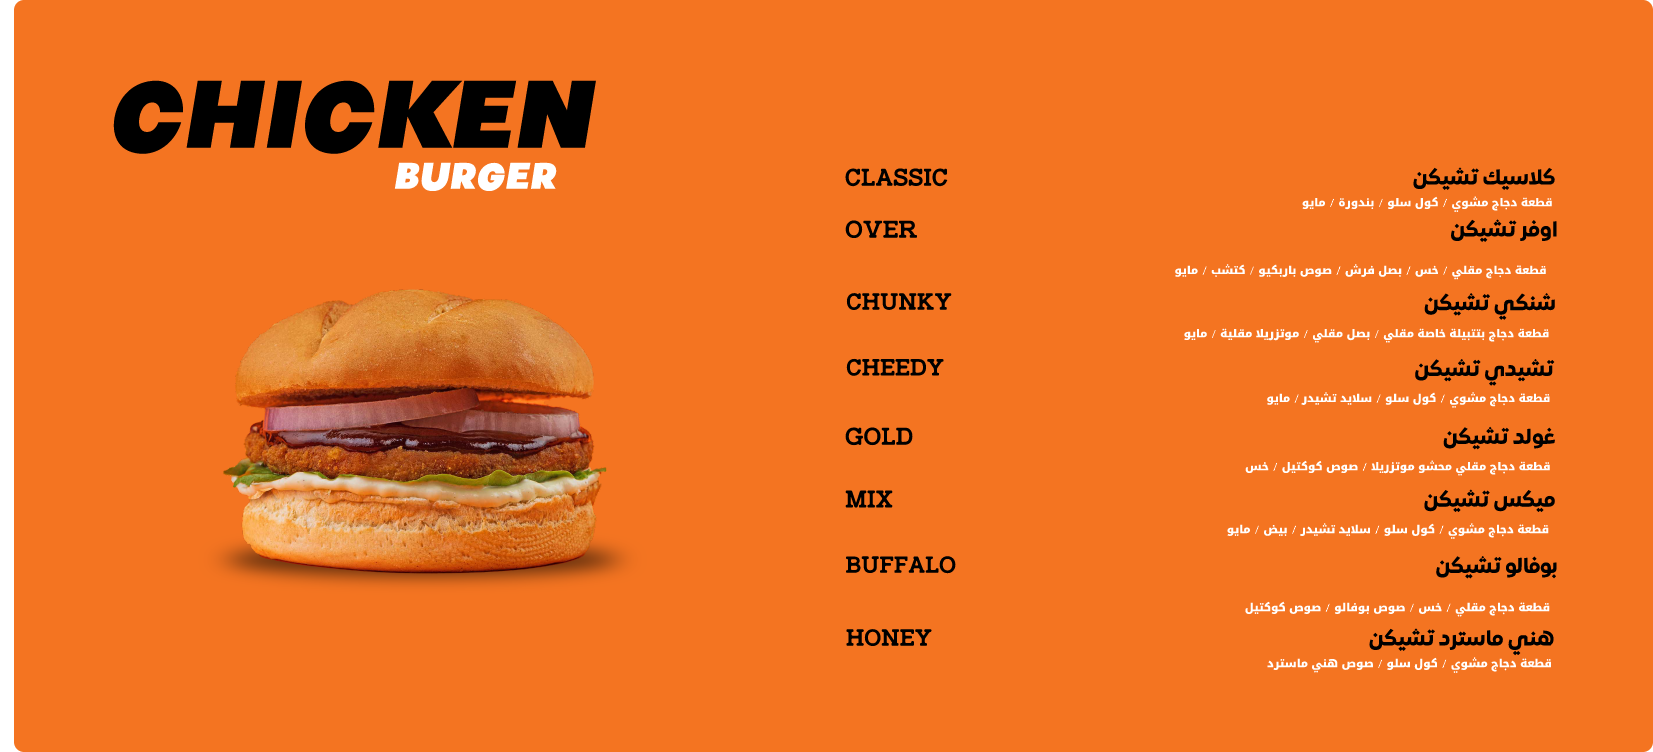 CHICKEN
BURGER
CLASSIC كلاسيك تشيكن
قطعة دجاج مشوي / كول سلو / بندورة / مايو
OVER اوفر تشيكن
قطعة دجاج مقلي / خس / بصل فرش / صوص باربكيو / كتشب / مايو
CHUNKY شنكي تشيكن
قطعة دجاج بتتبيلة خاصة مقلي / بصل مقلي / موتزريلا مقلية / مايو
CHEEDY تشيدي تشيكن
قطعة دجاج مشوي / كول سلو / سلايد تشيدر / مايو
GOLD غولد تشيكن
قطعة دجاج مقلي محشو موتزريلا / صوص كوكتيل / خس
MIX ميكس تشيكن
قطعة دجاج مشوي / كول سلو / سلايد تشيدر / بيض / مايو
BUFFALO بوفالو تشيكن
قطعة دجاج مقلي / خس / صوص بوفالو / صوص كوكتيل
HONEY هني ماسترد تشيكن
قطعة دجاج مشوي / كول سلو / صوص هني ماسترد